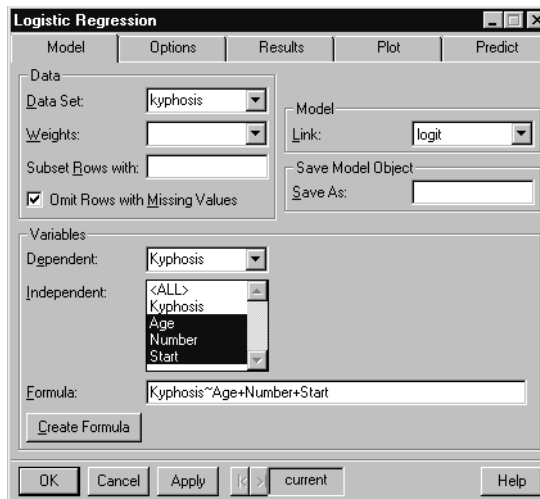 Logistic Regression
Model Options Results Plot Predict
Data
Data Set: kyphosis
Weights:
Subset Rows with:
Omit Rows with Missing Values
Model
Link: logit
Save Model Object
Save As:
Variables
Dependent: Kyphosis
Independent: <ALL>
Kyphosis
Age
Number
Start
Formula: Kyphosis~Age+Number+Start
Create Formula
OK Cancel Apply current Help